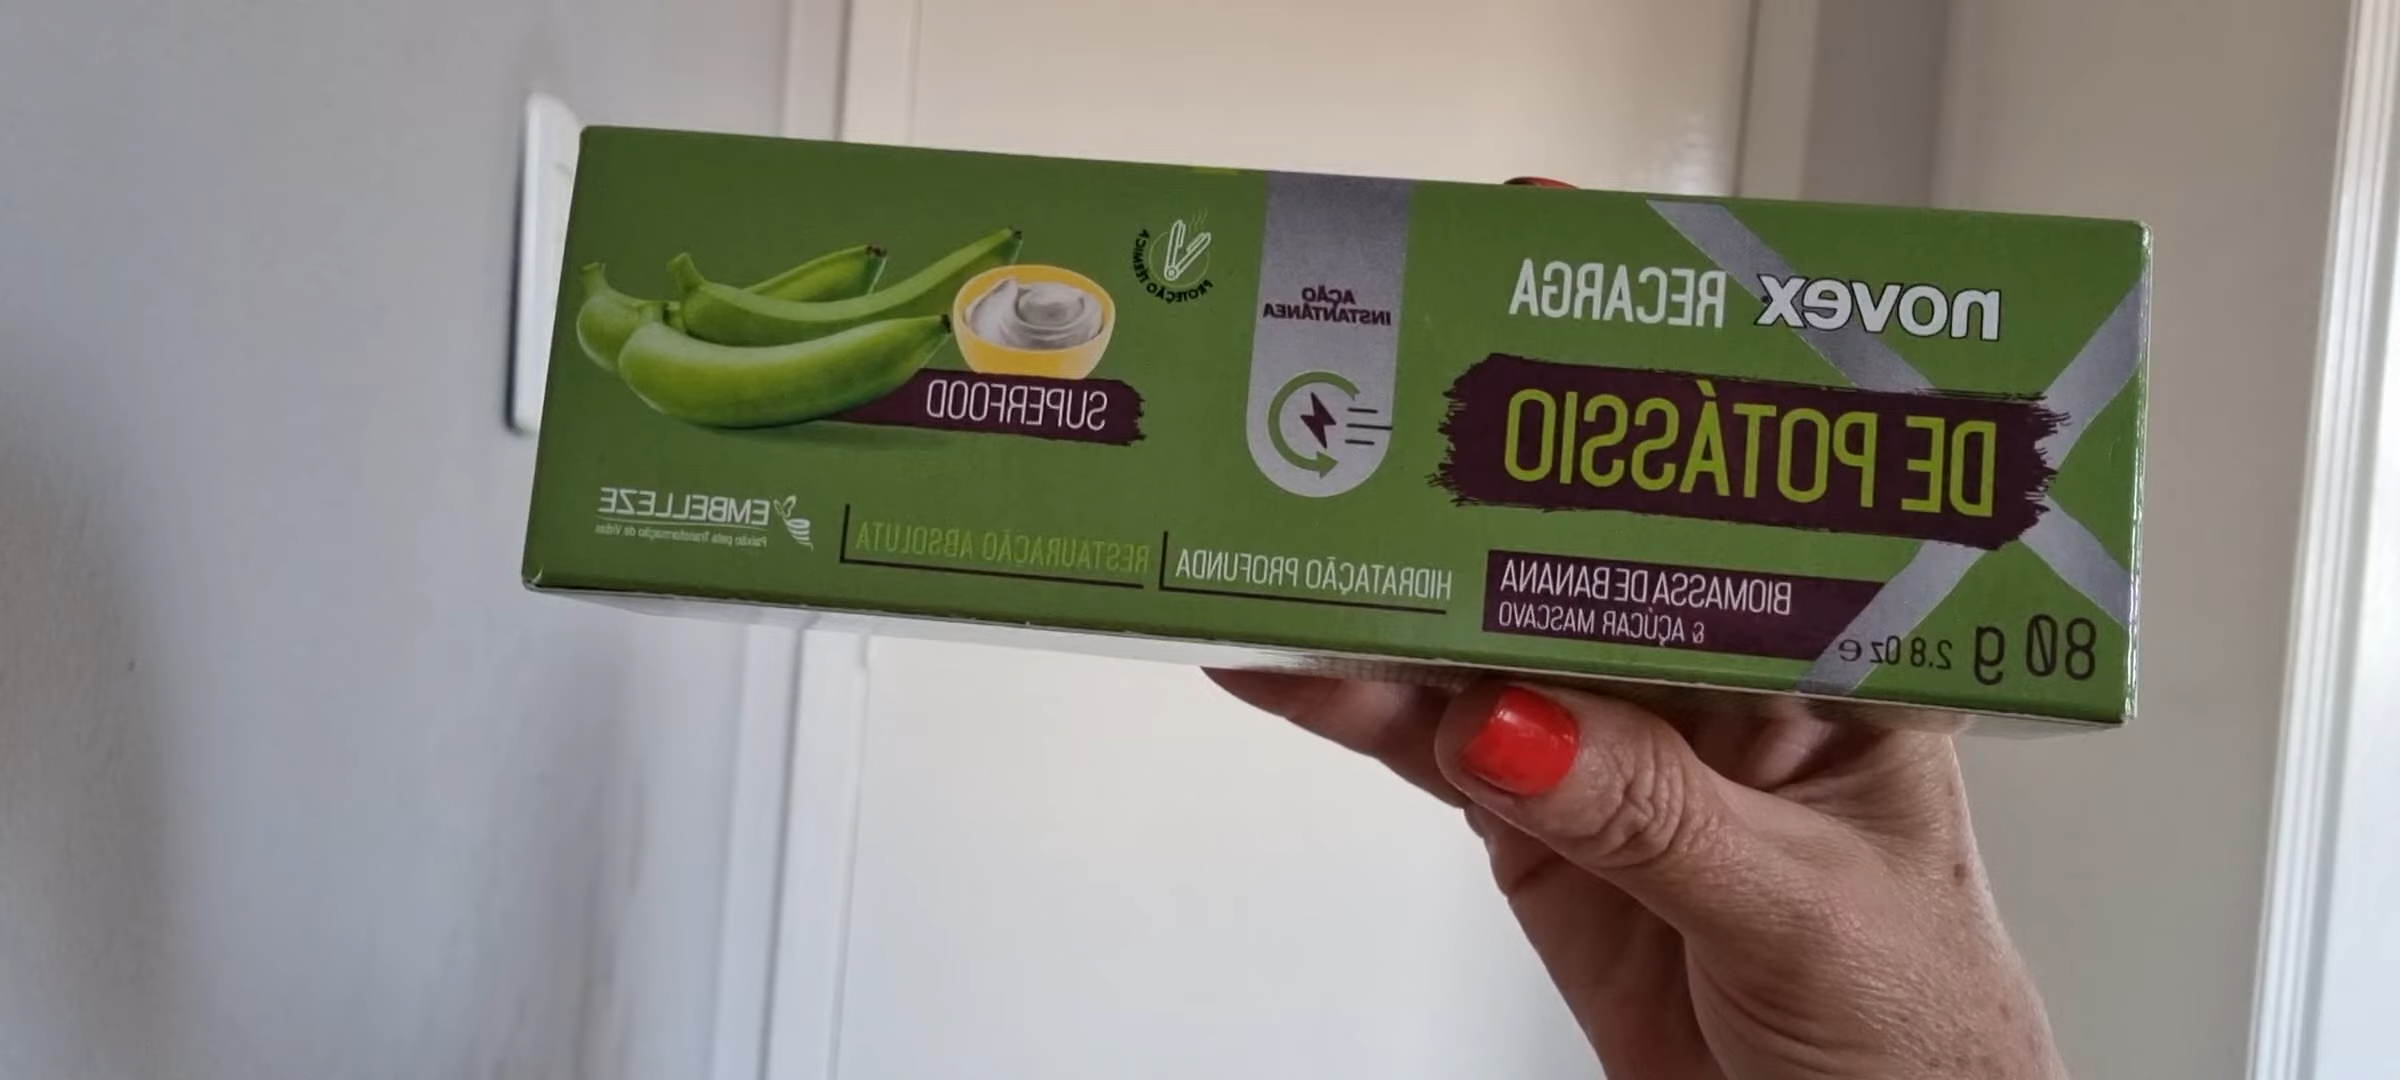 novex RECARGA
DE POTÁSSIO
BIOMASSA DE BANANA
& AÇÚCAR MASCAVO
80 g 2.8 Oz e
AÇÃO
INSTANTÂNEA
HIDRATAÇÃO PROFUNDA
RESTAURAÇÃO ABSOLUTA
PROTEÇÃO TÉRMICA
SUPERFOOD
EMBELLEZE
Paixão pela Transformação de Vidas